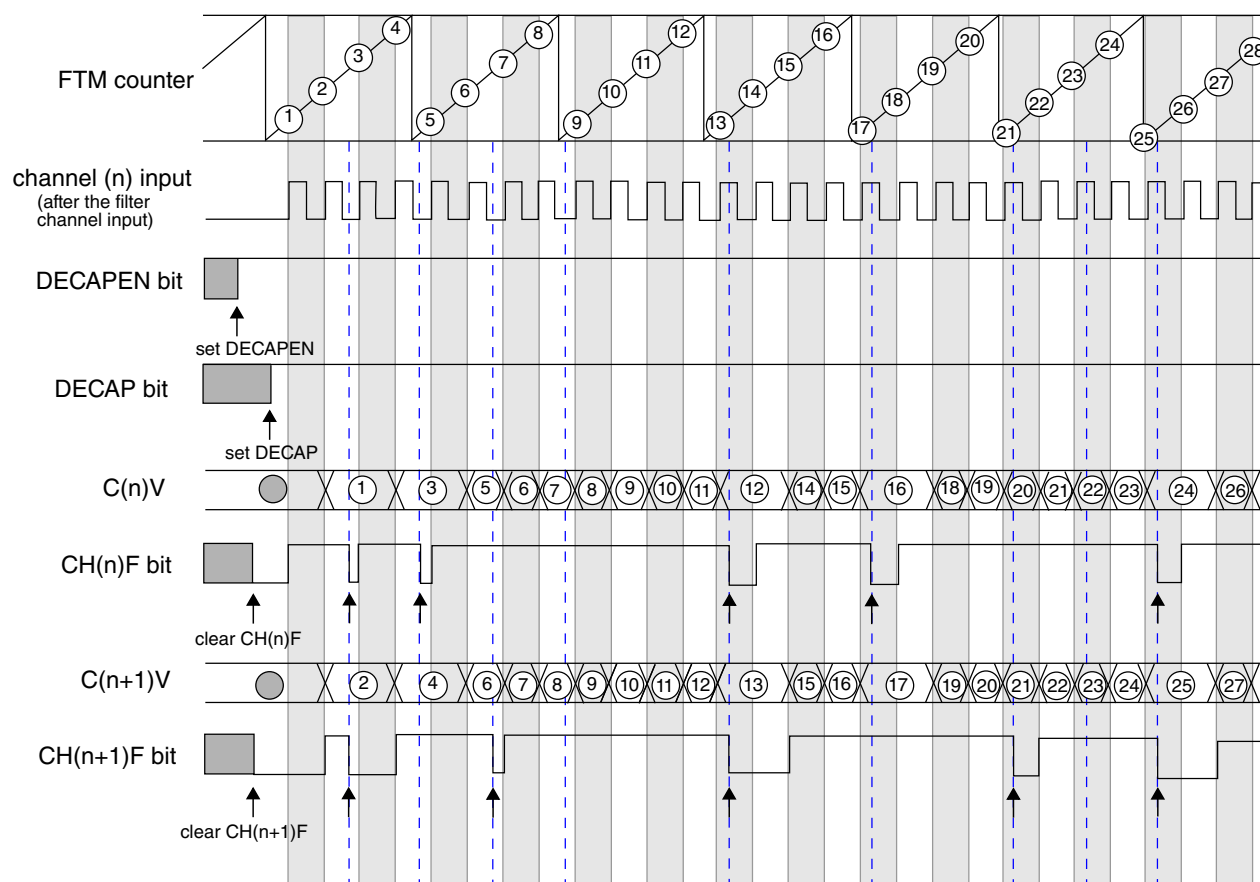 FTM counter
1 2 3 4 5 6 7 8 9 10 11 12 13 14 15 16 17 18 19 20 21 22 23 24 25 26 27 28
channel (n) input
(after the filter
channel input)
DECAPEN bit
set DECAPEN
DECAP bit
set DECAP
C(n)V
1 3 5 6 7 8 9 10 11 12 14 15 16 18 19 20 21 22 23 24 26
CH(n)F bit
clear CH(n)F
C(n+1)V
2 4 6 7 8 9 10 11 12 13 15 16 17 19 20 21 22 23 24 25 27
CH(n+1)F bit
clear CH(n+1)F